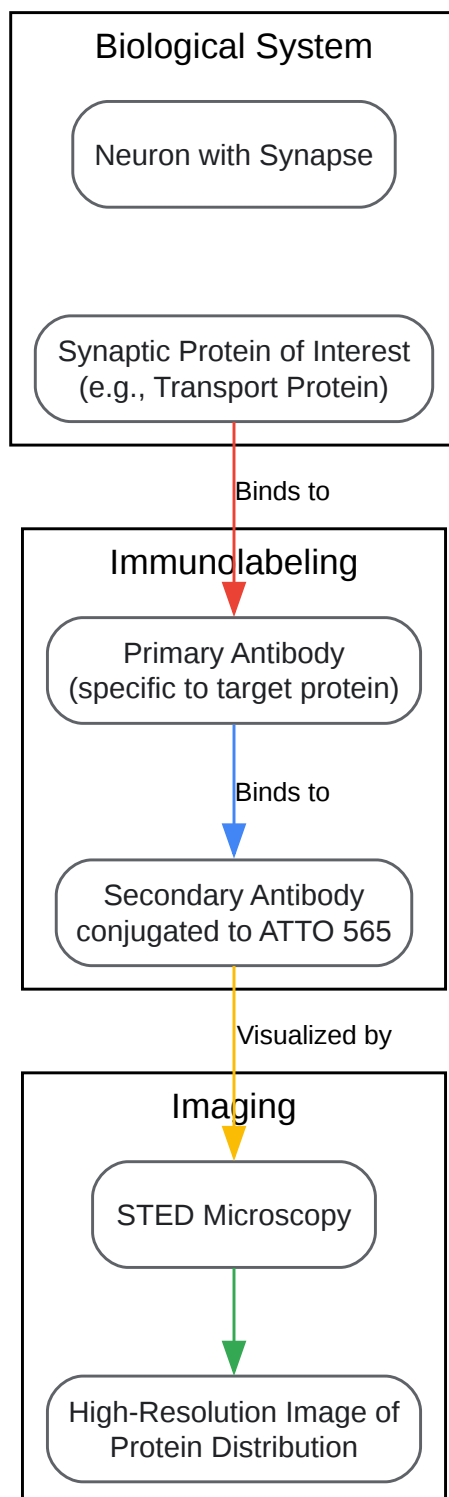 Biological System
Neuron with Synapse
Synaptic Protein of Interest
(e.g., Transport Protein)
Binds to
Immunolabeling
Primary Antibody
(specific to target protein)
Binds to
Secondary Antibody
conjugated to ATTO 565
Visualized by
Imaging
STED Microscopy
High-Resolution Image of
Protein Distribution